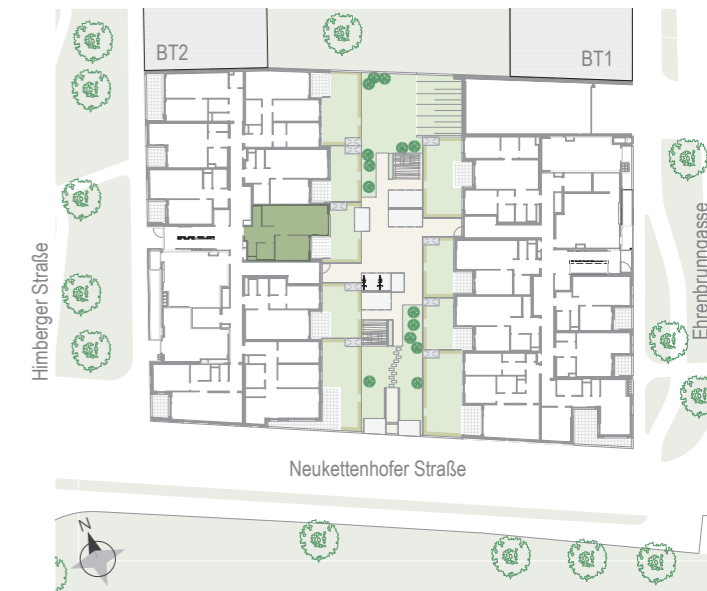 BT2
BT1
Himberger Straße
Ehrenbrunngasse
Neukettenhofer Straße
N